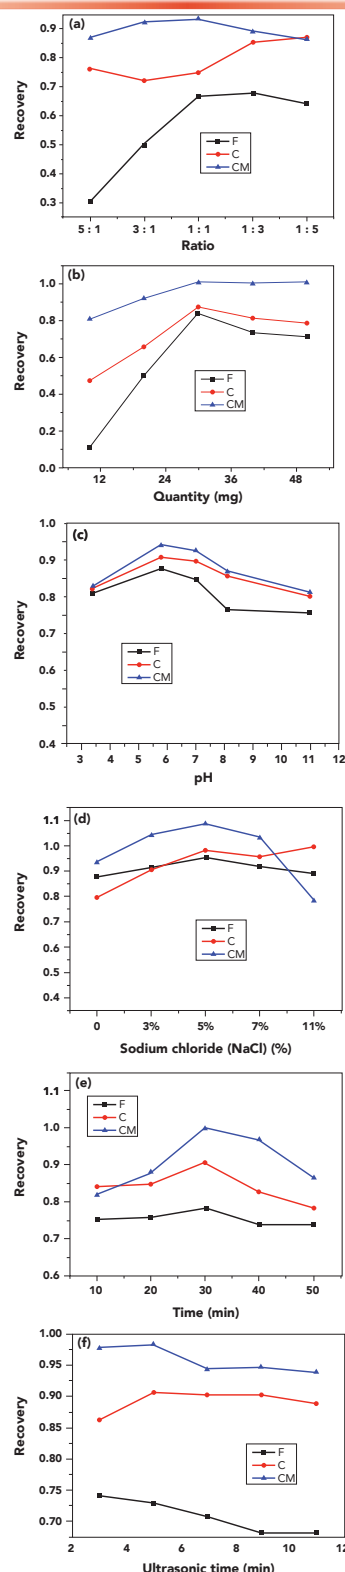 (a)
0.9
0.8
0.7
0.6
0.5
0.4
0.3
Recovery
F
C
CM
5 : 1 3 : 1 1 : 1 1 : 3 1 : 5
Ratio
(b)
1.0
0.8
0.6
0.4
0.2
0.0
Recovery
F
C
CM
12 24 36 48
Quantity (mg)
(c)
1.0
0.9
0.8
0.7
0.6
0.5
0.4
Recovery
F
C
CM
3 4 5 6 7 8 9 10 11 12
pH
(d)
1.1
1.0
0.9
0.8
0.7
0.6
0.5
0.4
Recovery
F
C
CM
0 3% 5% 7% 11%
Sodium chloride (NaCl) (%)
(e)
1.1
1.0
0.9
0.8
0.7
0.6
Recovery
F
C
CM
10 20 30 40 50
Time (min)
(f)
1.00
0.95
0.90
0.85
0.80
0.75
0.70
Recovery
F
C
CM
2 4 6 8 10 12
Ultrasonic time (min)